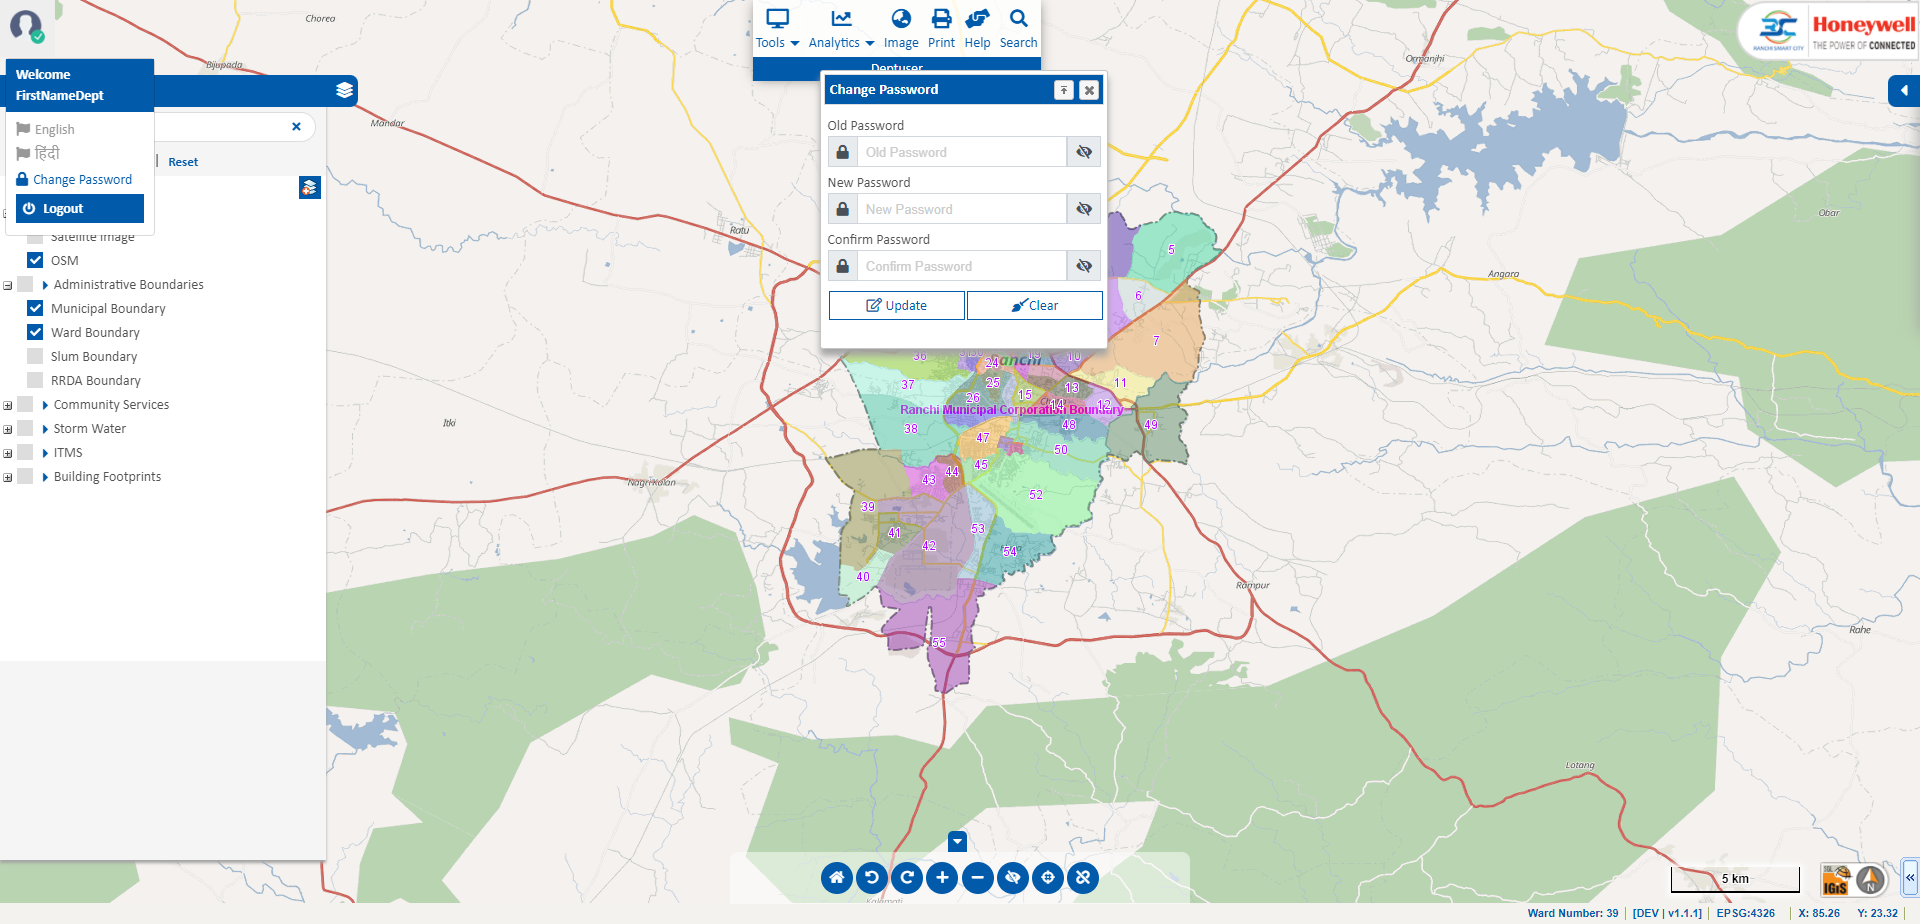 Chorea
Tools
Analytics
Image
Print
Help
Search
Deptuser
RANCHI SMART CITY
Honeywell
THE POWER OF CONNECTED
Bjupada
Ormanjhi
Welcome
FirstNameDept
English
हिंदी
Change Password
Logout
Reset
Mandar
Satellite Image
OSM
Administrative Boundaries
Municipal Boundary
Ward Boundary
Slum Boundary
RRDA Boundary
Community Services
Storm Water
ITMS
Building Footprints
Change Password
Old Password
Old Password
New Password
New Password
Confirm Password
Confirm Password
Update
Clear
Ratu
Obar
Angara
Itki
Nagri Kalan
Rampur
Rahe
Lotang
Kalamati
5
6
7
36
24
10
37
25
13
11
26
15
14
12
Ranchi Municipal Corporation Boundary
38
48
49
47
50
45
44
43
52
39
53
41
42
54
40
55
5 km
IGiS
N
Ward Number: 39
[DEV | v1.1.1]
EPSG:4326
X: 85.26
Y: 23.32